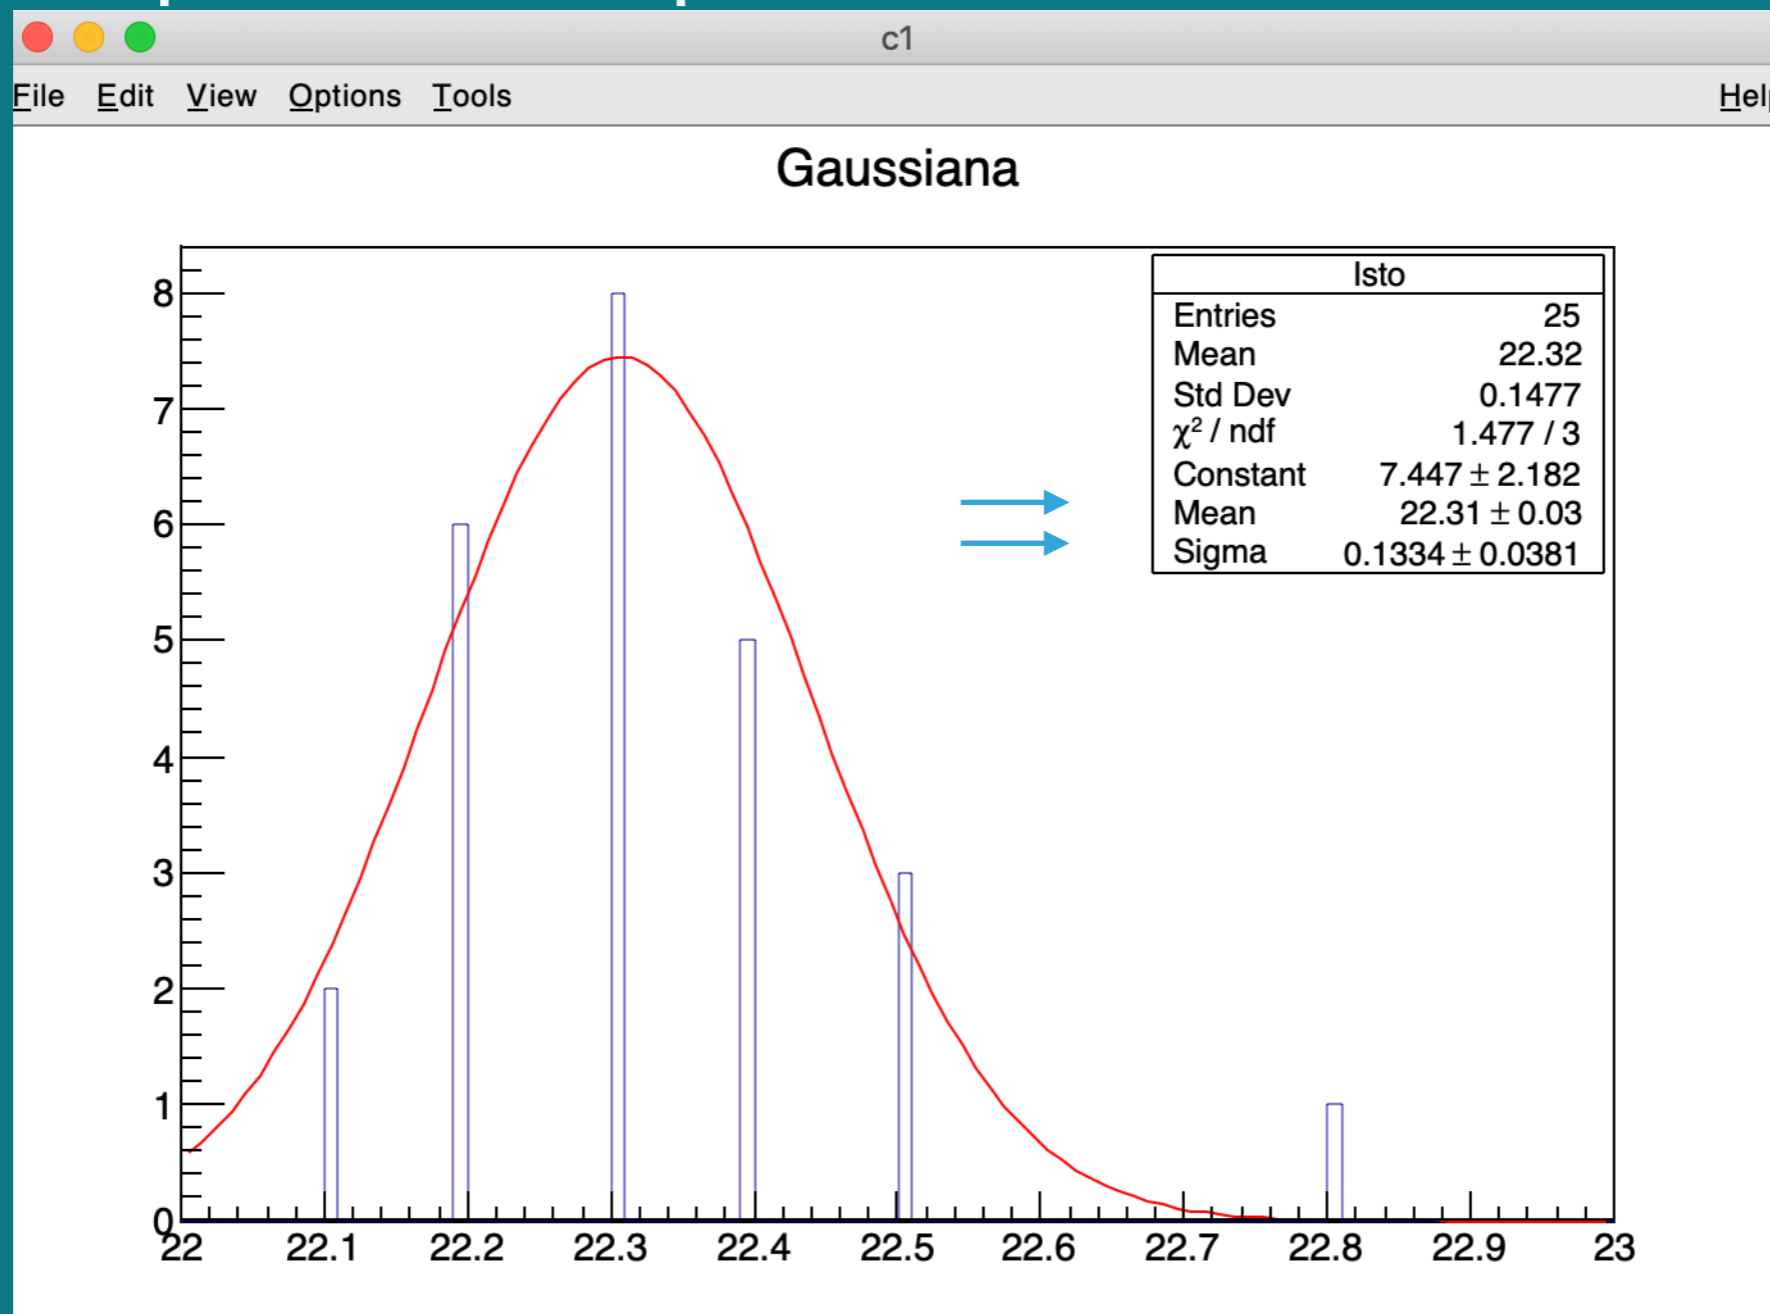 c1
File Edit View Options Tools Hel
Gaussiana
Isto
Entries 25
Mean 22.32
Std Dev 0.1477
χ² / ndf 1.477 / 3
Constant 7.447 ± 2.182
Mean 22.31 ± 0.03
Sigma 0.1334 ± 0.0381
8
7
6
5
4
3
2
1
0
22 22.1 22.2 22.3 22.4 22.5 22.6 22.7 22.8 22.9 23